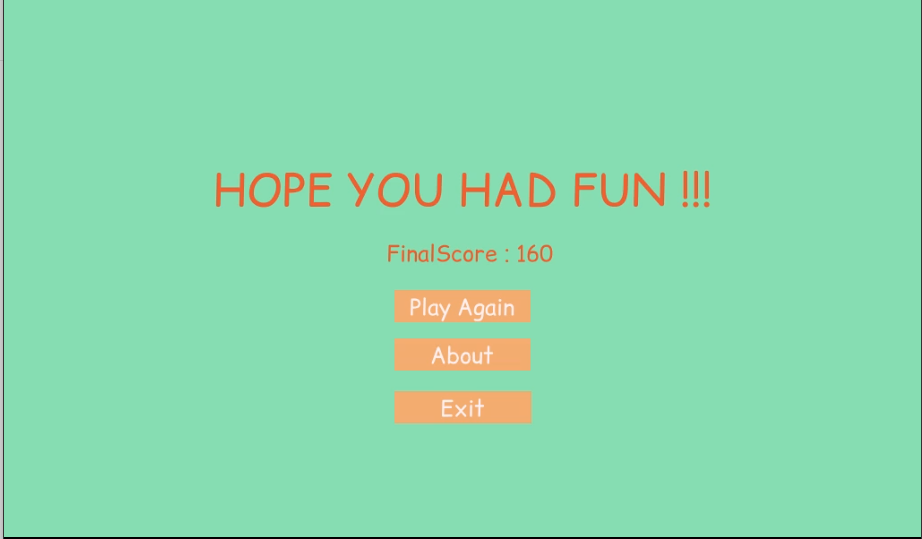 HOPE YOU HAD FUN !!!
FinalScore : 160
Play Again
About
Exit